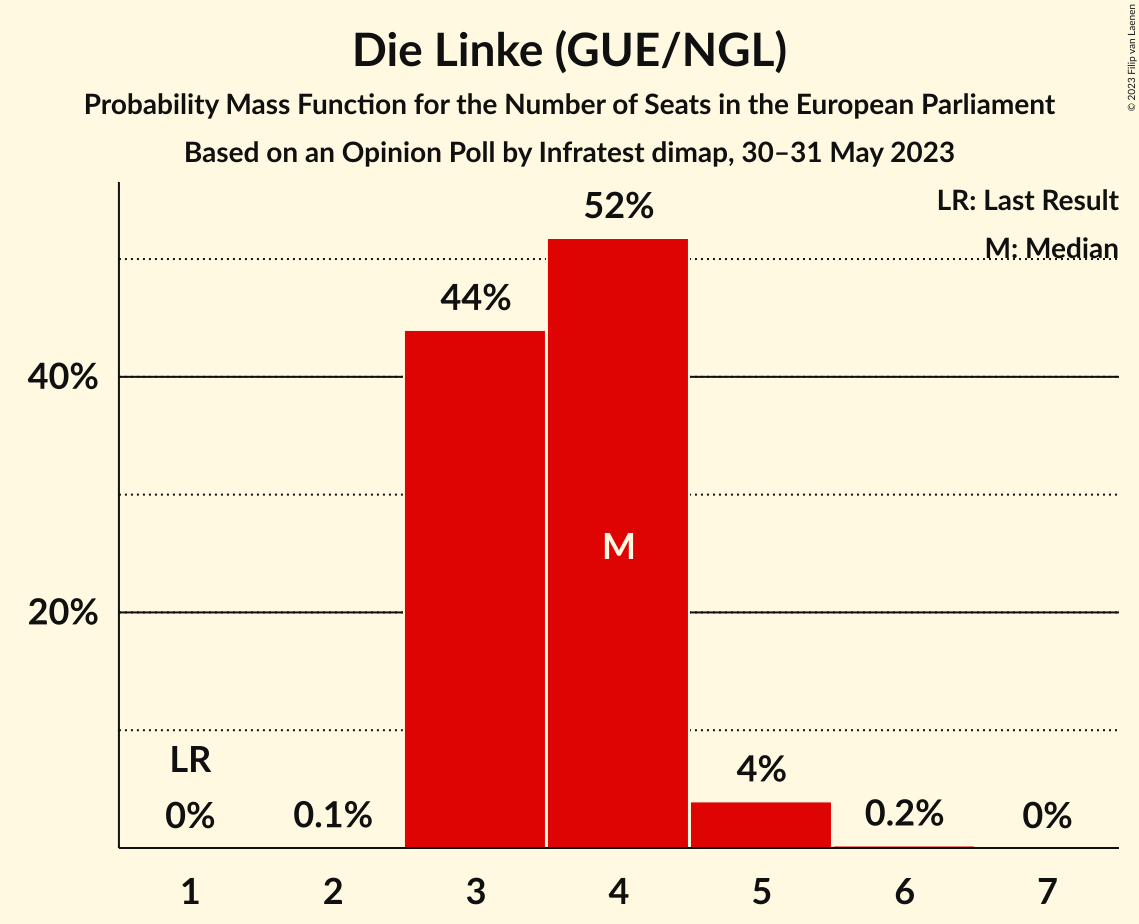 Die Linke (GUE/NGL)
Probability Mass Function for the Number of Seats in the European Parliament
Based on an Opinion Poll by Infratest dimap, 30–31 May 2023
© 2023 Filip van Laenen
LR: Last Result
M: Median
52%
44%
40%
M
20%
LR
0%
0.1%
4%
0.2%
0%
1 2 3 4 5 6 7